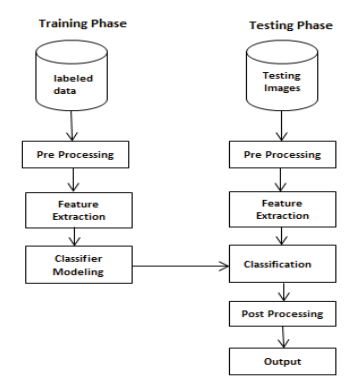 Training Phase
labeled
data
Pre Processing
Feature
Extraction
Classifier
Modeling
Testing Phase
Testing
Images
Pre Processing
Feature
Extraction
Classification
Post Processing
Output